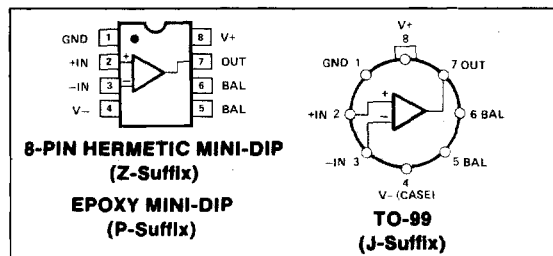 GND 1 8 V+
+IN 2 + 7 OUT
−IN 3 − 6 BAL
V− 4 5 BAL
8-PIN HERMETIC MINI-DIP
(Z-Suffix)
EPOXY MINI-DIP
(P-Suffix)
V+
8
GND 1 7 OUT
+IN 2 + 6 BAL
−
−IN 3 5 BAL
4
V− (CASE)
TO-99
(J-Suffix)